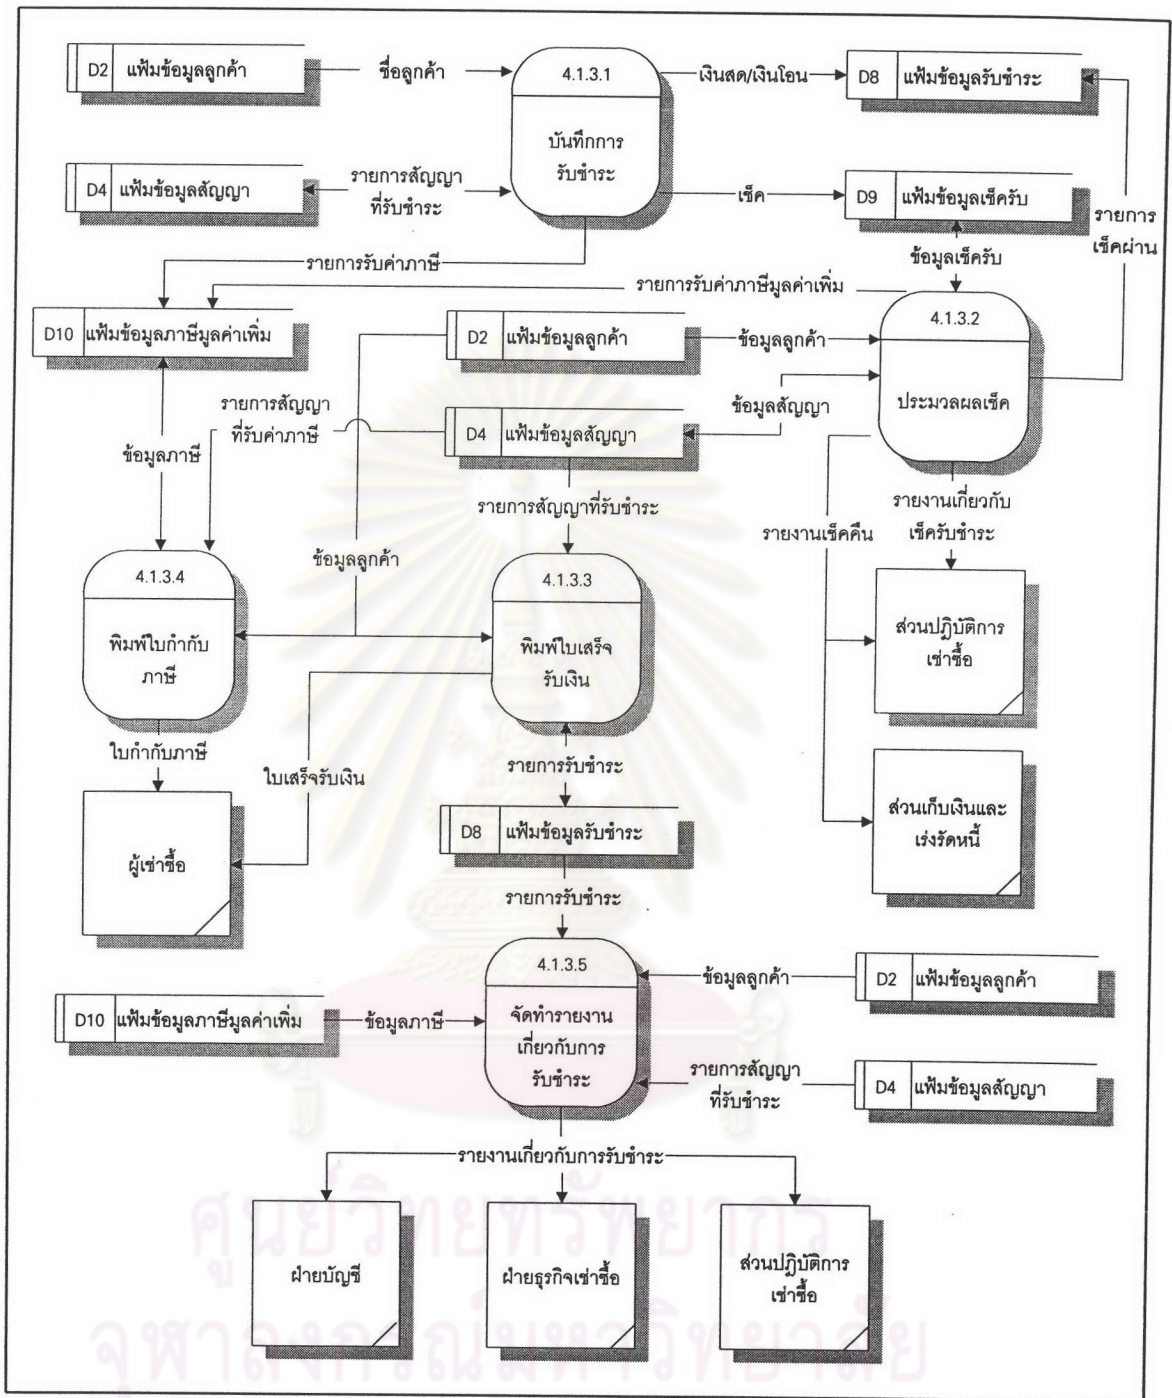 D2 แฟ้มข้อมูลลูกค้า
ชื่อลูกค้า
4.1.3.1
บันทึกการ
รับชำระ
เงินสด/เงินโอน
D8 แฟ้มข้อมูลรับชำระ
D4 แฟ้มข้อมูลสัญญา
รายการสัญญา
ที่รับชำระ
เช็ค
D9 แฟ้มข้อมูลเช็ครับ
รายการ
เช็คผ่าน
รายการรับค่าภาษี
ข้อมูลเช็ครับ
รายการรับค่าภาษีมูลค่าเพิ่ม
D10 แฟ้มข้อมูลภาษีมูลค่าเพิ่ม
D2 แฟ้มข้อมูลลูกค้า
ข้อมูลลูกค้า
4.1.3.2
ประมวลผลเช็ค
รายการสัญญา
ที่รับค่าภาษี
D4 แฟ้มข้อมูลสัญญา
ข้อมูลสัญญา
ข้อมูลภาษี
รายการสัญญาที่รับชำระ
รายงานเช็คคืน
รายงานเกี่ยวกับ
เช็ครับชำระ
ข้อมูลลูกค้า
4.1.3.4
พิมพ์ใบกำกับ
ภาษี
4.1.3.3
พิมพ์ใบเสร็จ
รับเงิน
ส่วนปฏิบัติการ
เช่าซื้อ
ใบกำกับภาษี
ใบเสร็จรับเงิน
รายการรับชำระ
ส่วนเก็บเงินและ
เร่งรัดหนี้
ผู้เช่าซื้อ
D8 แฟ้มข้อมูลรับชำระ
รายการรับชำระ
4.1.3.5
จัดทำรายงาน
เกี่ยวกับการ
รับชำระ
ข้อมูลลูกค้า
D2 แฟ้มข้อมูลลูกค้า
D10 แฟ้มข้อมูลภาษีมูลค่าเพิ่ม
ข้อมูลภาษี
รายการสัญญา
ที่รับชำระ
D4 แฟ้มข้อมูลสัญญา
รายงานเกี่ยวกับการรับชำระ
ฝ่ายบัญชี
ฝ่ายธุรกิจเช่าซื้อ
ส่วนปฏิบัติการ
เช่าซื้อ
ศูนย์วิทยทรัพยากร
จุฬาลงกรณ์มหาวิทยาลัย